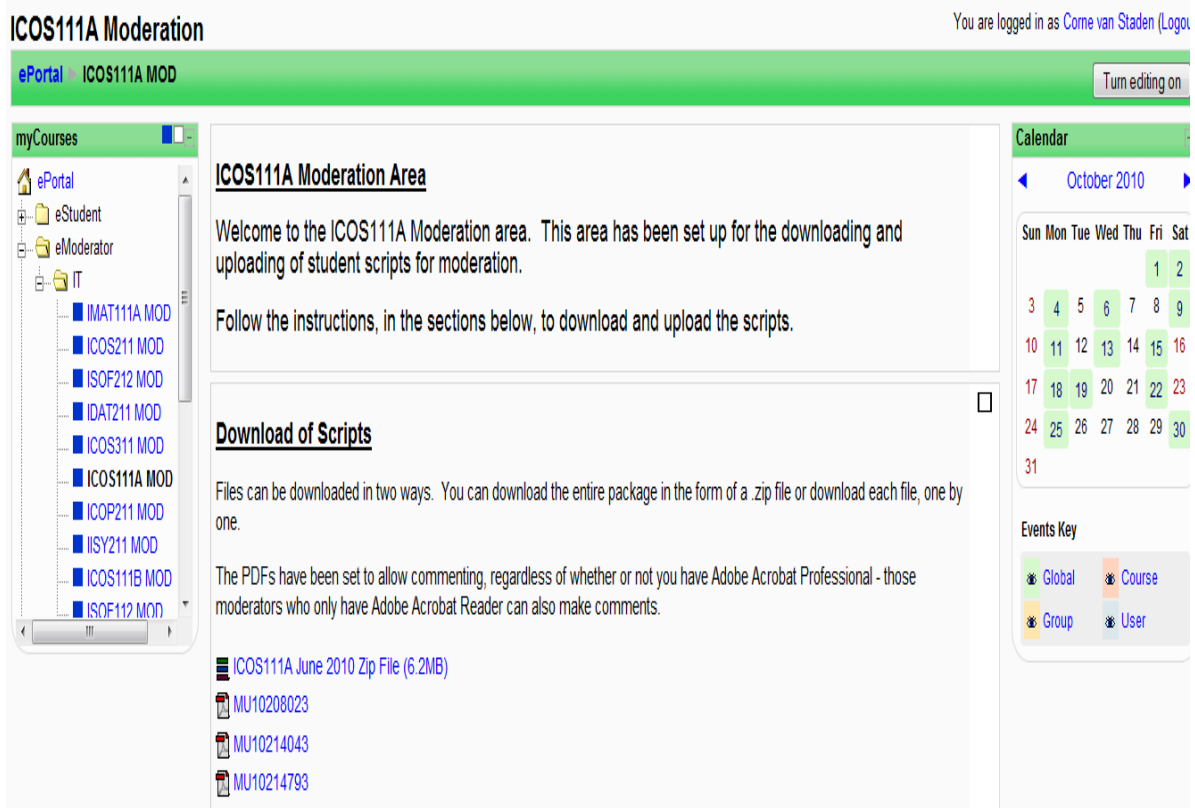 ICOS111A Moderation
You are logged in as Corne van Staden (Logou
ePortal ICOS111A MOD
Turn editing on
myCourses
ePortal
eStudent
eModerator
IT
IMAT111A MOD
ICOS211 MOD
ISOF212 MOD
IDAT211 MOD
ICOS311 MOD
ICOS111A MOD
ICOP211 MOD
IISY211 MOD
ICOS111B MOD
ISOF112 MOD
ICOS111A Moderation Area
Welcome to the ICOS111A Moderation area. This area has been set up for the downloading and
uploading of student scripts for moderation.
Follow the instructions, in the sections below, to download and upload the scripts.
Download of Scripts
Files can be downloaded in two ways. You can download the entire package in the form of a .zip file or download each file, one by
one.
The PDFs have been set to allow commenting, regardless of whether or not you have Adobe Acrobat Professional - those
moderators who only have Adobe Acrobat Reader can also make comments.
ICOS111A June 2010 Zip File (6.2MB)
MU10208023
MU10214043
MU10214793
Calendar
October 2010
Sun Mon Tue Wed Thu Fri Sat
1 2
3 4 5 6 7 8 9
10 11 12 13 14 15 16
17 18 19 20 21 22 23
24 25 26 27 28 29 30
31
Events Key
Global Course
Group User